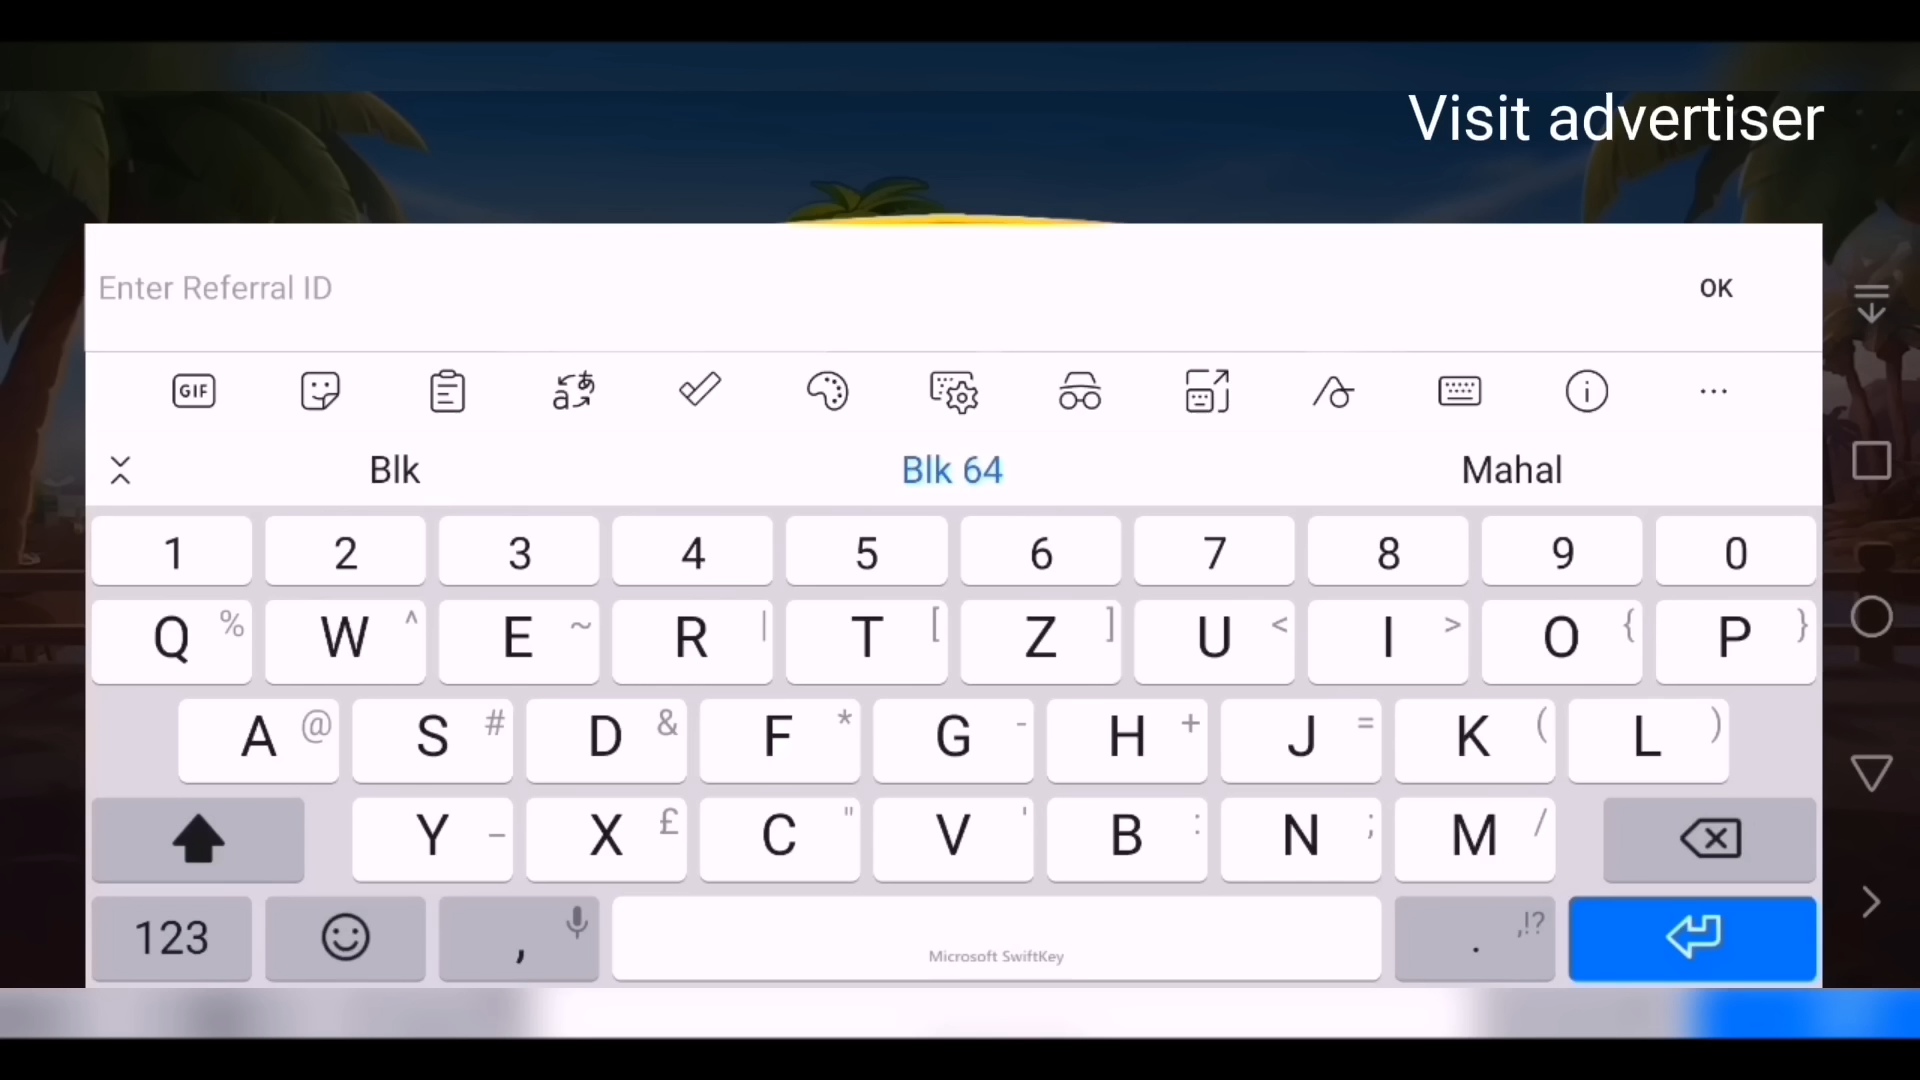 Visit advertiser
Enter Referral ID OK
GIF
Blk Blk 64 Mahal
1 2 3 4 5 6 7 8 9 0
Q % W ^ E ~ R | T [ Z ] U < I > O { P }
A @ S # D & F * G - H + J = K ( L )
Y _ X £ C " V ' B : N ; M /
123 , Microsoft SwiftKey . ,!?